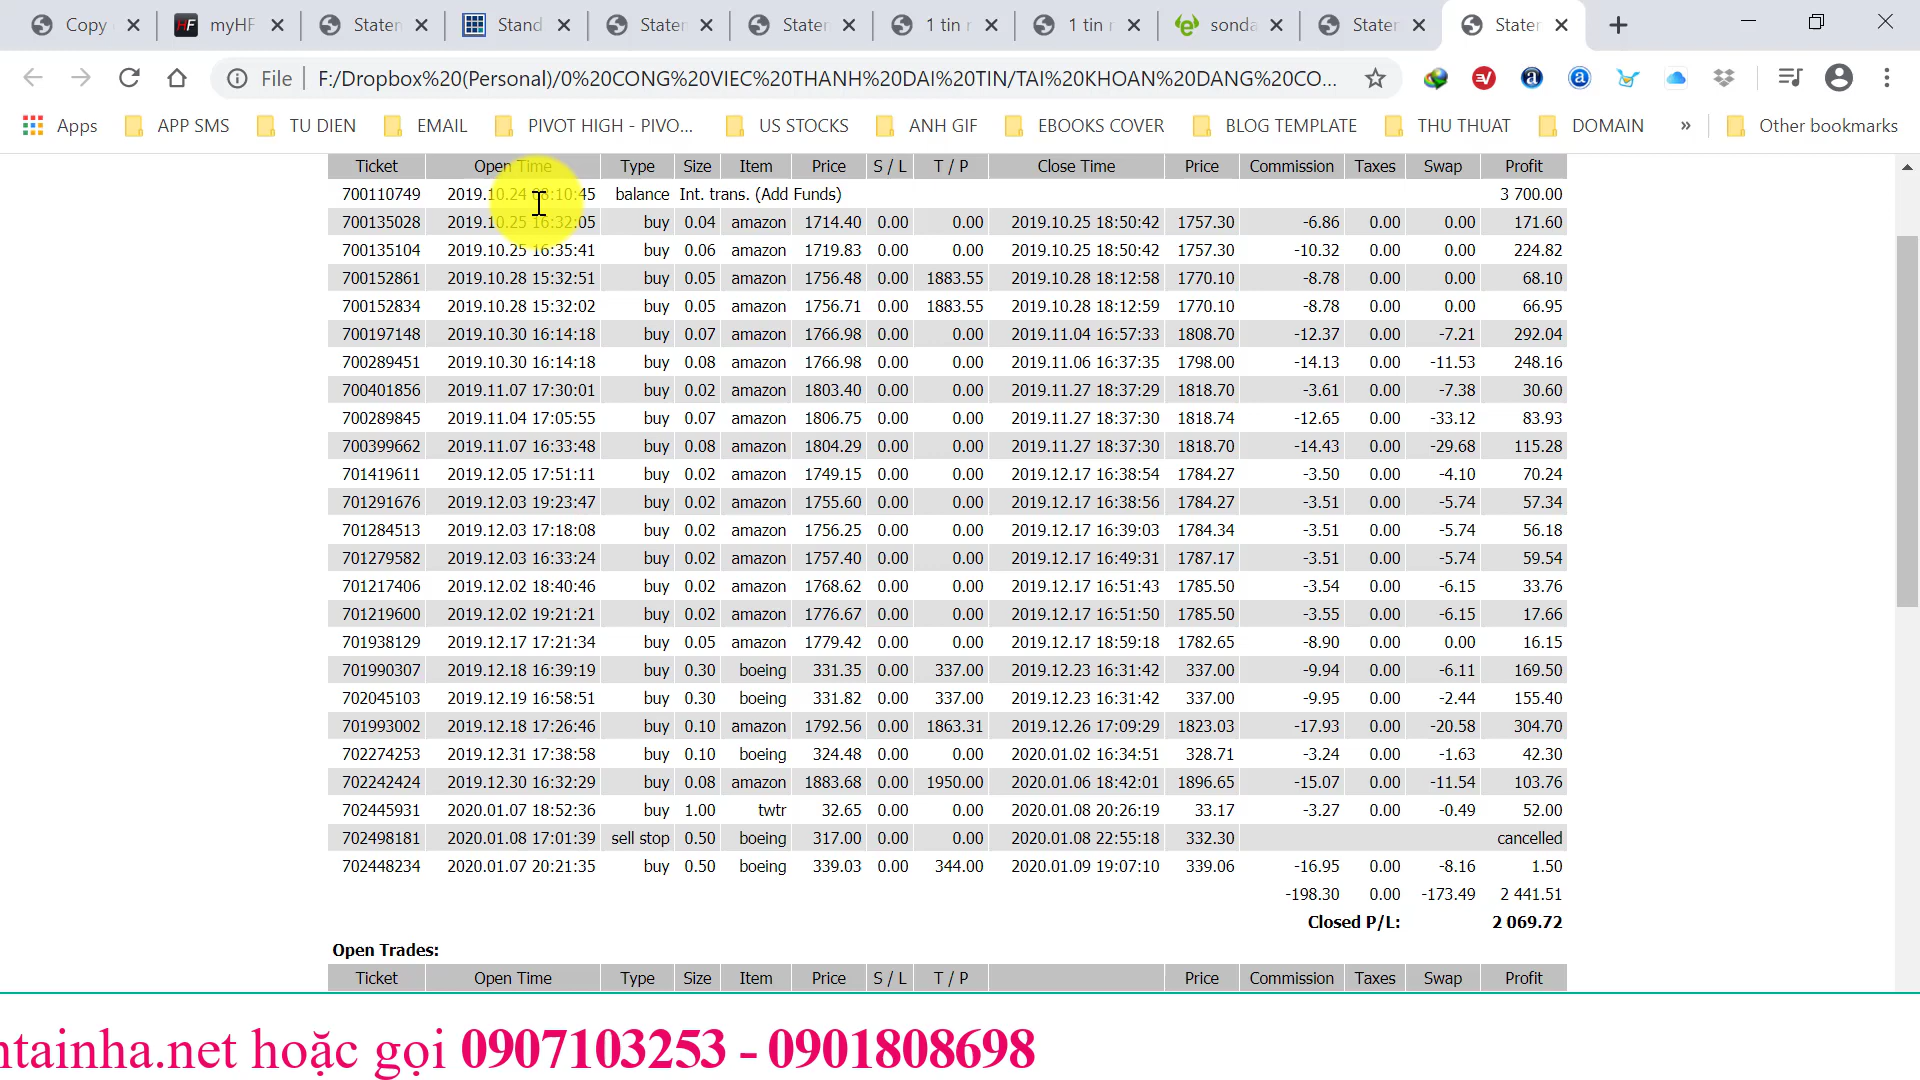 Copy myHF Staten Stand Staten Staten 1 tin r 1 tin r sonda Staten Staten
File F:/Dropbox%20(Personal)/0%20CONG%20VIEC%20THANH%20DAI%20TIN/TAI%20KHOAN%20DANG%20CO...
Apps APP SMS TU DIEN EMAIL PIVOT HIGH - PIVO... US STOCKS ANH GIF EBOOKS COVER BLOG TEMPLATE THU THUAT DOMAIN » Other bookmarks
Ticket Open Time Type Size Item Price S / L T / P Close Time Price Commission Taxes Swap Profit
700110749 2019.10.24 08:10:45 balance Int. trans. (Add Funds) 3 700.00
700135028 2019.10.25 16:32:05 buy 0.04 amazon 1714.40 0.00 0.00 2019.10.25 18:50:42 1757.30 -6.86 0.00 0.00 171.60
700135104 2019.10.25 16:35:41 buy 0.06 amazon 1719.83 0.00 0.00 2019.10.25 18:50:42 1757.30 -10.32 0.00 0.00 224.82
700152861 2019.10.28 15:32:51 buy 0.05 amazon 1756.48 0.00 1883.55 2019.10.28 18:12:58 1770.10 -8.78 0.00 0.00 68.10
700152834 2019.10.28 15:32:02 buy 0.05 amazon 1756.71 0.00 1883.55 2019.10.28 18:12:59 1770.10 -8.78 0.00 0.00 66.95
700197148 2019.10.30 16:14:18 buy 0.07 amazon 1766.98 0.00 0.00 2019.11.04 16:57:33 1808.70 -12.37 0.00 -7.21 292.04
700289451 2019.10.30 16:14:18 buy 0.08 amazon 1766.98 0.00 0.00 2019.11.06 16:37:35 1798.00 -14.13 0.00 -11.53 248.16
700401856 2019.11.07 17:30:01 buy 0.02 amazon 1803.40 0.00 0.00 2019.11.27 18:37:29 1818.70 -3.61 0.00 -7.38 30.60
700289845 2019.11.04 17:05:55 buy 0.07 amazon 1806.75 0.00 0.00 2019.11.27 18:37:30 1818.74 -12.65 0.00 -33.12 83.93
700399662 2019.11.07 16:33:48 buy 0.08 amazon 1804.29 0.00 0.00 2019.11.27 18:37:30 1818.70 -14.43 0.00 -29.68 115.28
701419611 2019.12.05 17:51:11 buy 0.02 amazon 1749.15 0.00 0.00 2019.12.17 16:38:54 1784.27 -3.50 0.00 -4.10 70.24
701291676 2019.12.03 19:23:47 buy 0.02 amazon 1755.60 0.00 0.00 2019.12.17 16:38:56 1784.27 -3.51 0.00 -5.74 57.34
701284513 2019.12.03 17:18:08 buy 0.02 amazon 1756.25 0.00 0.00 2019.12.17 16:39:03 1784.34 -3.51 0.00 -5.74 56.18
701279582 2019.12.03 16:33:24 buy 0.02 amazon 1757.40 0.00 0.00 2019.12.17 16:49:31 1787.17 -3.51 0.00 -5.74 59.54
701217406 2019.12.02 18:40:46 buy 0.02 amazon 1768.62 0.00 0.00 2019.12.17 16:51:43 1785.50 -3.54 0.00 -6.15 33.76
701219600 2019.12.02 19:21:21 buy 0.02 amazon 1776.67 0.00 0.00 2019.12.17 16:51:50 1785.50 -3.55 0.00 -6.15 17.66
701938129 2019.12.17 17:21:34 buy 0.05 amazon 1779.42 0.00 0.00 2019.12.17 18:59:18 1782.65 -8.90 0.00 0.00 16.15
701990307 2019.12.18 16:39:19 buy 0.30 boeing 331.35 0.00 337.00 2019.12.23 16:31:42 337.00 -9.94 0.00 -6.11 169.50
702045103 2019.12.19 16:58:51 buy 0.30 boeing 331.82 0.00 337.00 2019.12.23 16:31:42 337.00 -9.95 0.00 -2.44 155.40
701993002 2019.12.18 17:26:46 buy 0.10 amazon 1792.56 0.00 1863.31 2019.12.26 17:09:29 1823.03 -17.93 0.00 -20.58 304.70
702274253 2019.12.31 17:38:58 buy 0.10 boeing 324.48 0.00 0.00 2020.01.02 16:34:51 328.71 -3.24 0.00 -1.63 42.30
702242424 2019.12.30 16:32:29 buy 0.08 amazon 1883.68 0.00 1950.00 2020.01.06 18:42:01 1896.65 -15.07 0.00 -11.54 103.76
702445931 2020.01.07 18:52:36 buy 1.00 twtr 32.65 0.00 0.00 2020.01.08 20:26:19 33.17 -3.27 0.00 -0.49 52.00
702498181 2020.01.08 17:01:39 sell stop 0.50 boeing 317.00 0.00 0.00 2020.01.08 22:55:18 332.30 cancelled
702448234 2020.01.07 20:21:35 buy 0.50 boeing 339.03 0.00 344.00 2020.01.09 19:07:10 339.06 -16.95 0.00 -8.16 1.50
-198.30 0.00 -173.49 2 441.51
Closed P/L: 2 069.72
Open Trades:
Ticket Open Time Type Size Item Price S / L T / P Price Commission Taxes Swap Profit
ntainha.net hoặc gọi 0907103253 - 0901808698